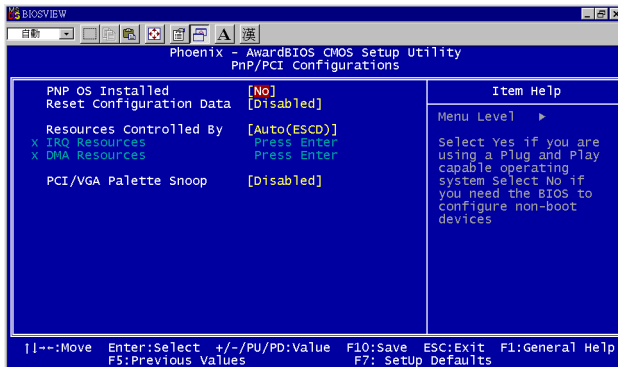 BIOSVIEW
自動 A 漢
Phoenix - AwardBIOS CMOS Setup Utility
PnP/PCI Configurations
PNP OS Installed [No]
Reset Configuration Data [Disabled]
Resources Controlled By [Auto(ESCD)]
x IRQ Resources Press Enter
x DMA Resources Press Enter
PCI/VGA Palette Snoop [Disabled]
Item Help
Menu Level ►
Select Yes if you are
using a Plug and Play
capable operating
system Select No if
you need the BIOS to
configure non-boot
devices
↑↓→←:Move Enter:Select +/-/PU/PD:Value F10:Save ESC:Exit F1:General Help
F5:Previous Values F7: SetUp Defaults